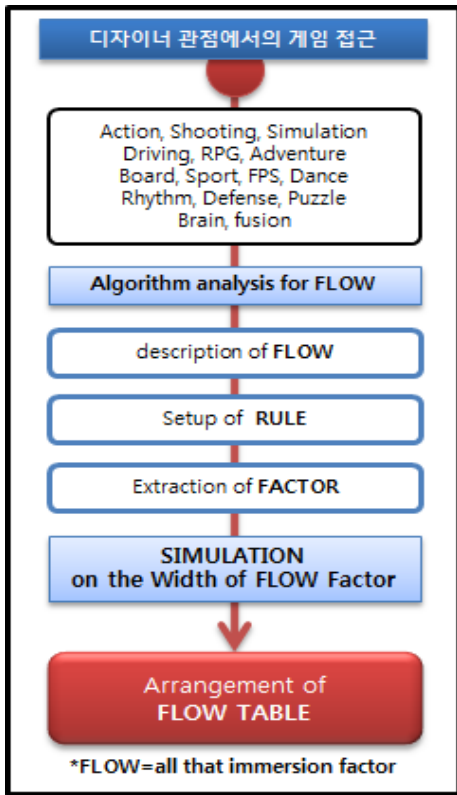 디자이너 관점에서의 게임 접근
Action, Shooting, Simulation
Driving, RPG, Adventure
Board, Sport, FPS, Dance
Rhythm, Defense, Puzzle
Brain, fusion
Algorithm analysis for FLOW
description of FLOW
Setup of RULE
Extraction of FACTOR
SIMULATION
on the Width of FLOW Factor
Arrangement of
FLOW TABLE
*FLOW=all that immersion factor